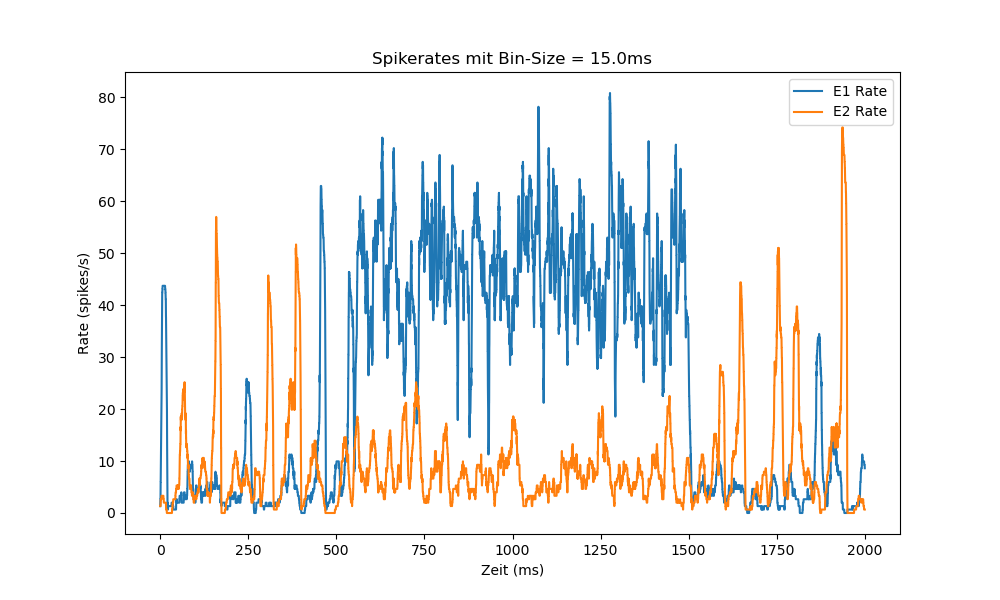 Spikerates mit Bin-Size = 15.0ms
E1 Rate
E2 Rate
80
70
60
50
40
30
20
10
0
Rate (spikes/s)
0 250 500 750 1000 1250 1500 1750 2000
Zeit (ms)